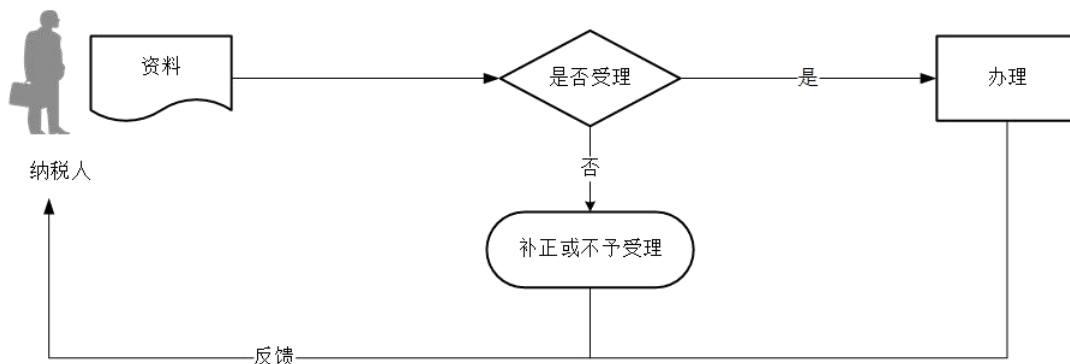 资料
是否受理
是
办理
纳税人
否
补正或不予受理
反馈